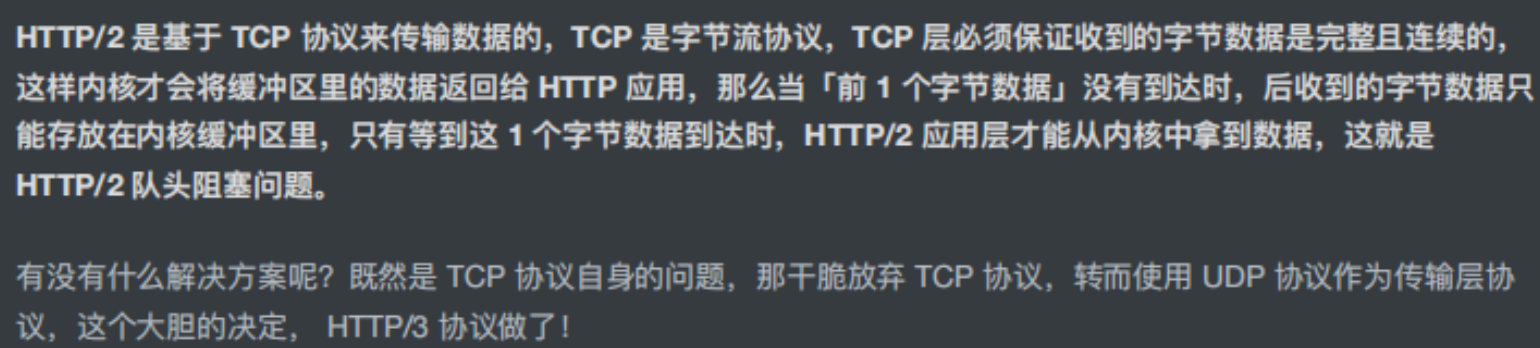 HTTP/2 是基于 TCP 协议来传输数据的，TCP 是字节流协议，TCP 层必须保证收到的字节数据是完整且连续的，
这样内核才会将缓冲区里的数据返回给 HTTP 应用，那么当「前 1 个字节数据」没有到达时，后收到的字节数据只
能存放在内核缓冲区里，只有等到这 1 个字节数据到达时，HTTP/2 应用层才能从内核中拿到数据，这就是
HTTP/2 队头阻塞问题。
有没有什么解决方案呢？既然是 TCP 协议自身的问题，那干脆放弃 TCP 协议，转而使用 UDP 协议作为传输层协
议，这个大胆的决定， HTTP/3 协议做了！